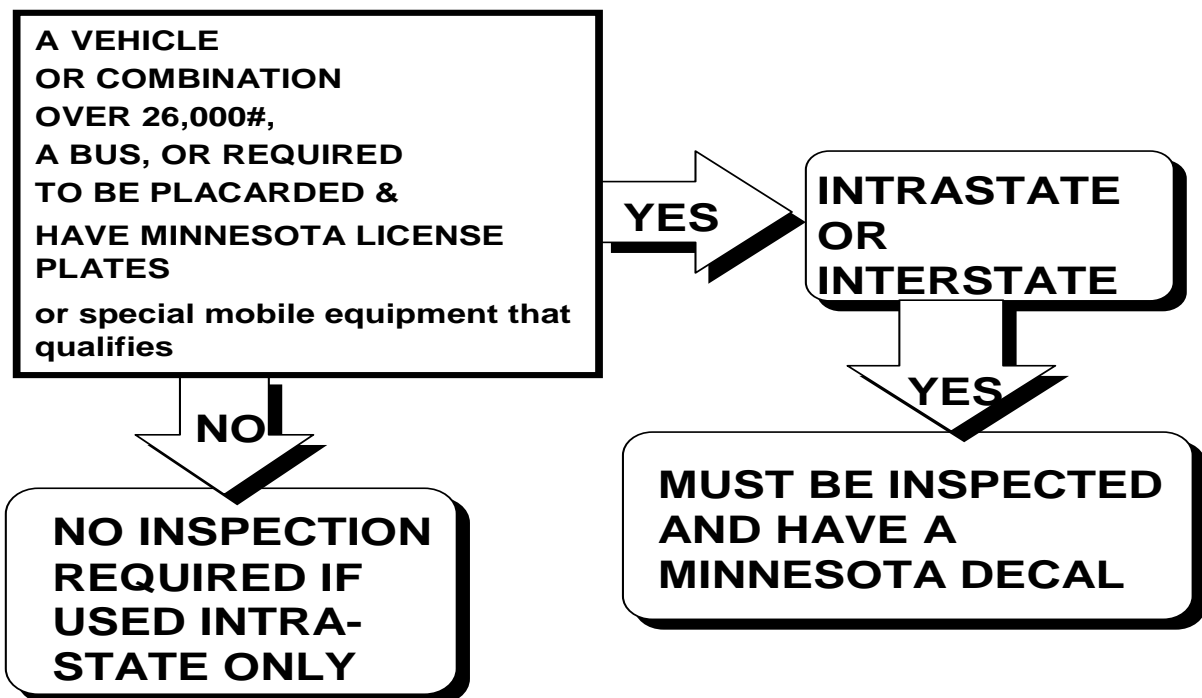 A VEHICLE
OR COMBINATION
OVER 26,000#,
A BUS, OR REQUIRED
TO BE PLACARDED &
HAVE MINNESOTA LICENSE
PLATES
or special mobile equipment that
qualifies
YES
INTRASTATE
OR
INTERSTATE
YES
NO
MUST BE INSPECTED
AND HAVE A
MINNESOTA DECAL
NO INSPECTION
REQUIRED IF
USED INTRA-
STATE ONLY